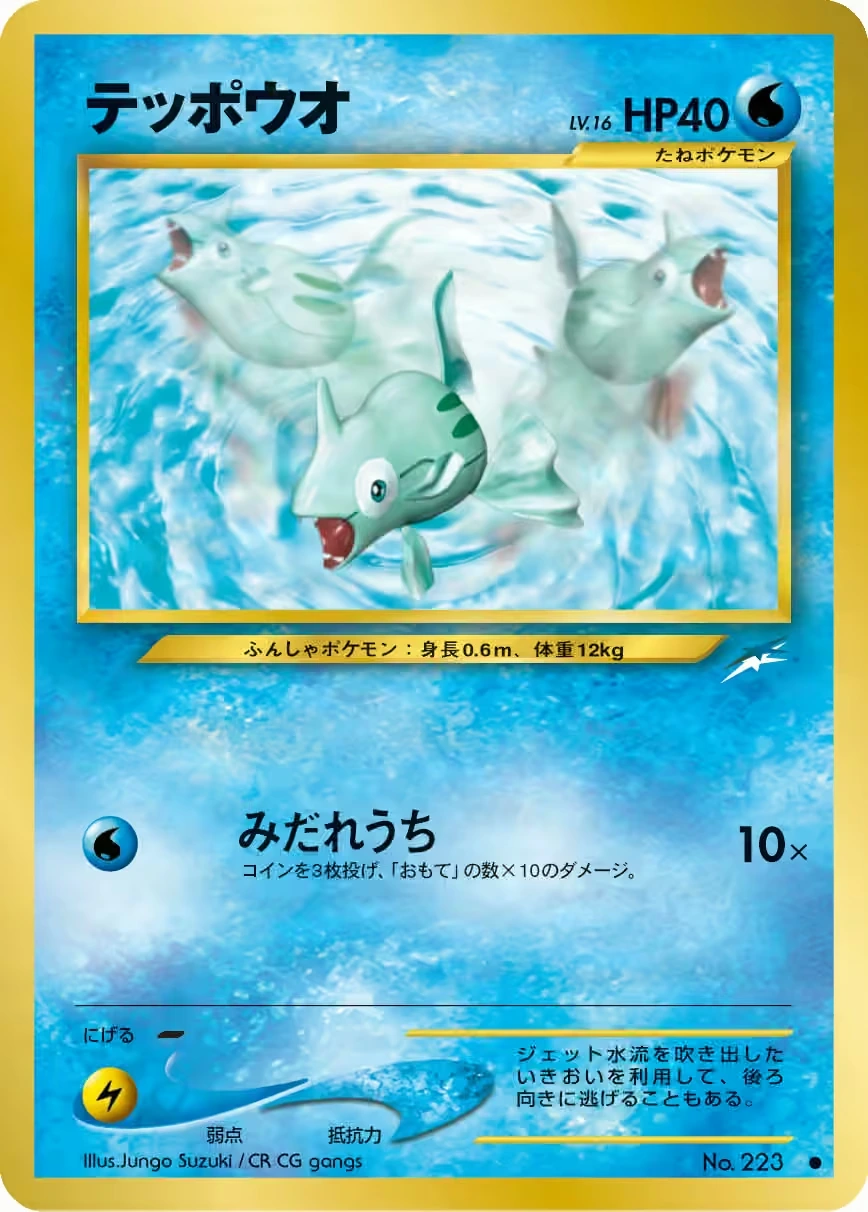 テッポウオ
LV.16 HP40
たねポケモン
ふんしゃポケモン：身長0.6m、体重12kg
みだれうち 10×
コインを3枚投げ、「おもて」の数×10のダメージ。
にげる
ジェット水流を吹き出した
いきおいを利用して、後ろ
向きに逃げることもある。
弱点 抵抗力
Illus.Jungo Suzuki / CR CG gangs
No. 223